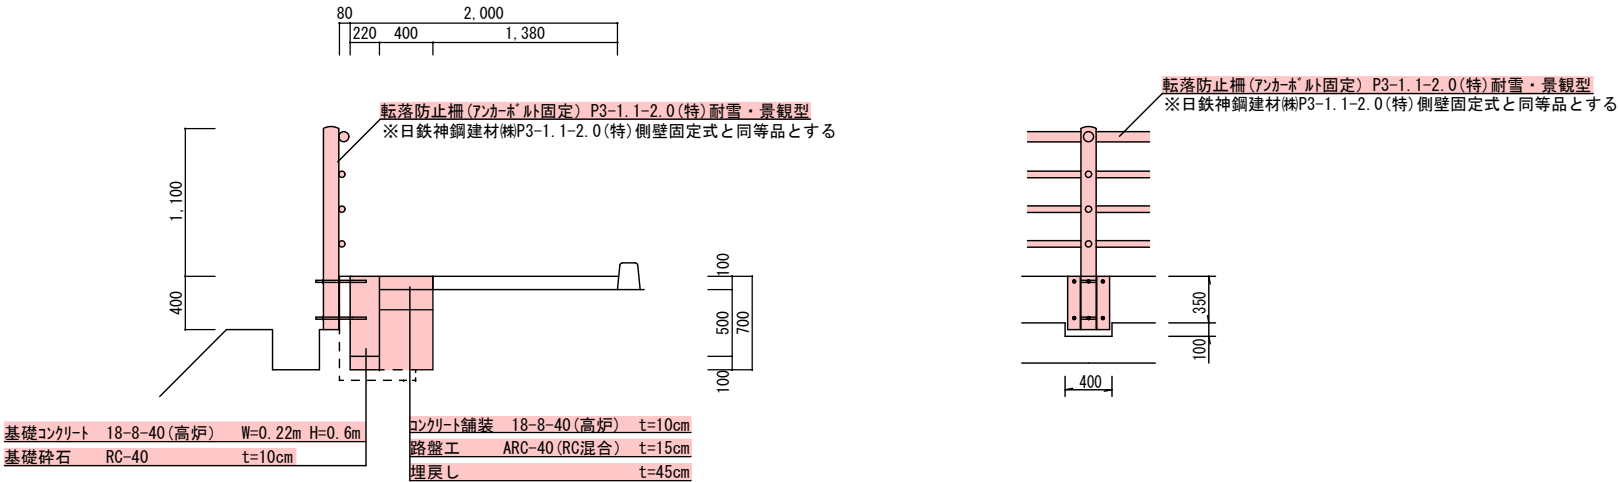 80 2,000
220 400 1,380
転落防止柵(ｱﾝｶｰﾎﾞﾙﾄ固定) P3-1.1-2.0(特)耐雪・景観型
※日鉄神鋼建材㈱P3-1.1-2.0(特)側壁固定式と同等品とする
転落防止柵(ｱﾝｶｰﾎﾞﾙﾄ固定) P3-1.1-2.0(特)耐雪・景観型
※日鉄神鋼建材㈱P3-1.1-2.0(特)側壁固定式と同等品とする
1,100
400
100
500
700
100
350
100
400
基礎ｺﾝｸﾘｰﾄ 18-8-40(高炉) W=0.22m H=0.6m
基礎砕石 RC-40 t=10cm
ｺﾝｸﾘｰﾄ舗装 18-8-40(高炉) t=10cm
路盤工 ARC-40(RC混合) t=15cm
埋戻し t=45cm